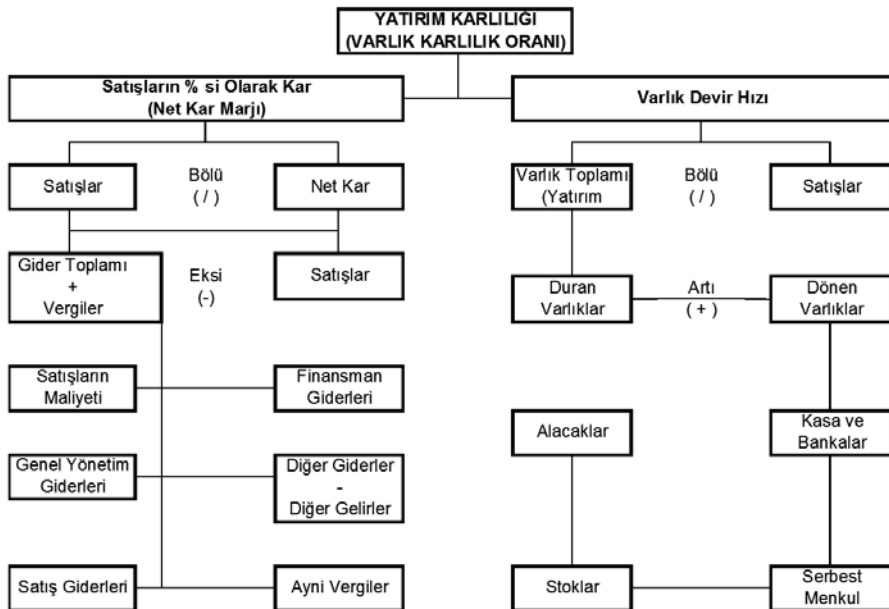 YATIRIM KARLILIĞI
(VARLIK KARLILIK ORANI)
Satışların % si Olarak Kar
(Net Kar Marjı)
Varlık Devir Hızı
Satışlar
Bölü
( / )
Net Kar
Varlık Toplamı
(Yatırım
Bölü
( / )
Satışlar
Gider Toplamı
+
Vergiler
Eksi
(-)
Satışlar
Duran
Varlıklar
Artı
( + )
Dönen
Varlıklar
Satışların
Maliyeti
Finansman
Giderleri
Alacaklar
Kasa ve
Bankalar
Genel Yönetim
Giderleri
Diğer Giderler
-
Diğer Gelirler
Satış Giderleri
Ayni Vergiler
Stoklar
Serbest
Menkul